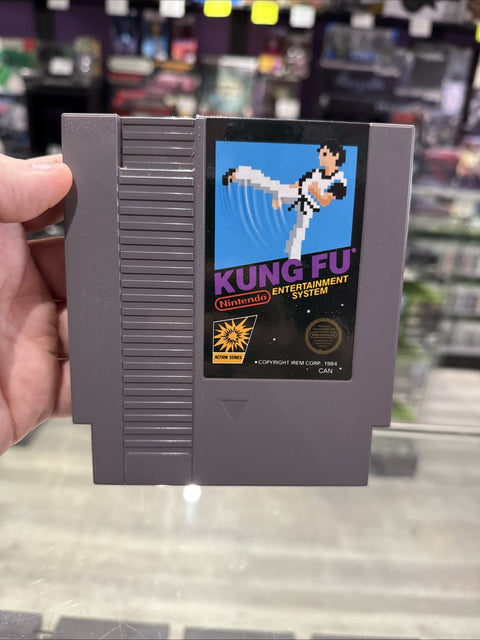 KUNG FU*
Nintendo ENTERTAINMENT
SYSTEM
ACTION SERIES
*COPYRIGHT IREM CORP. 1984
CAN